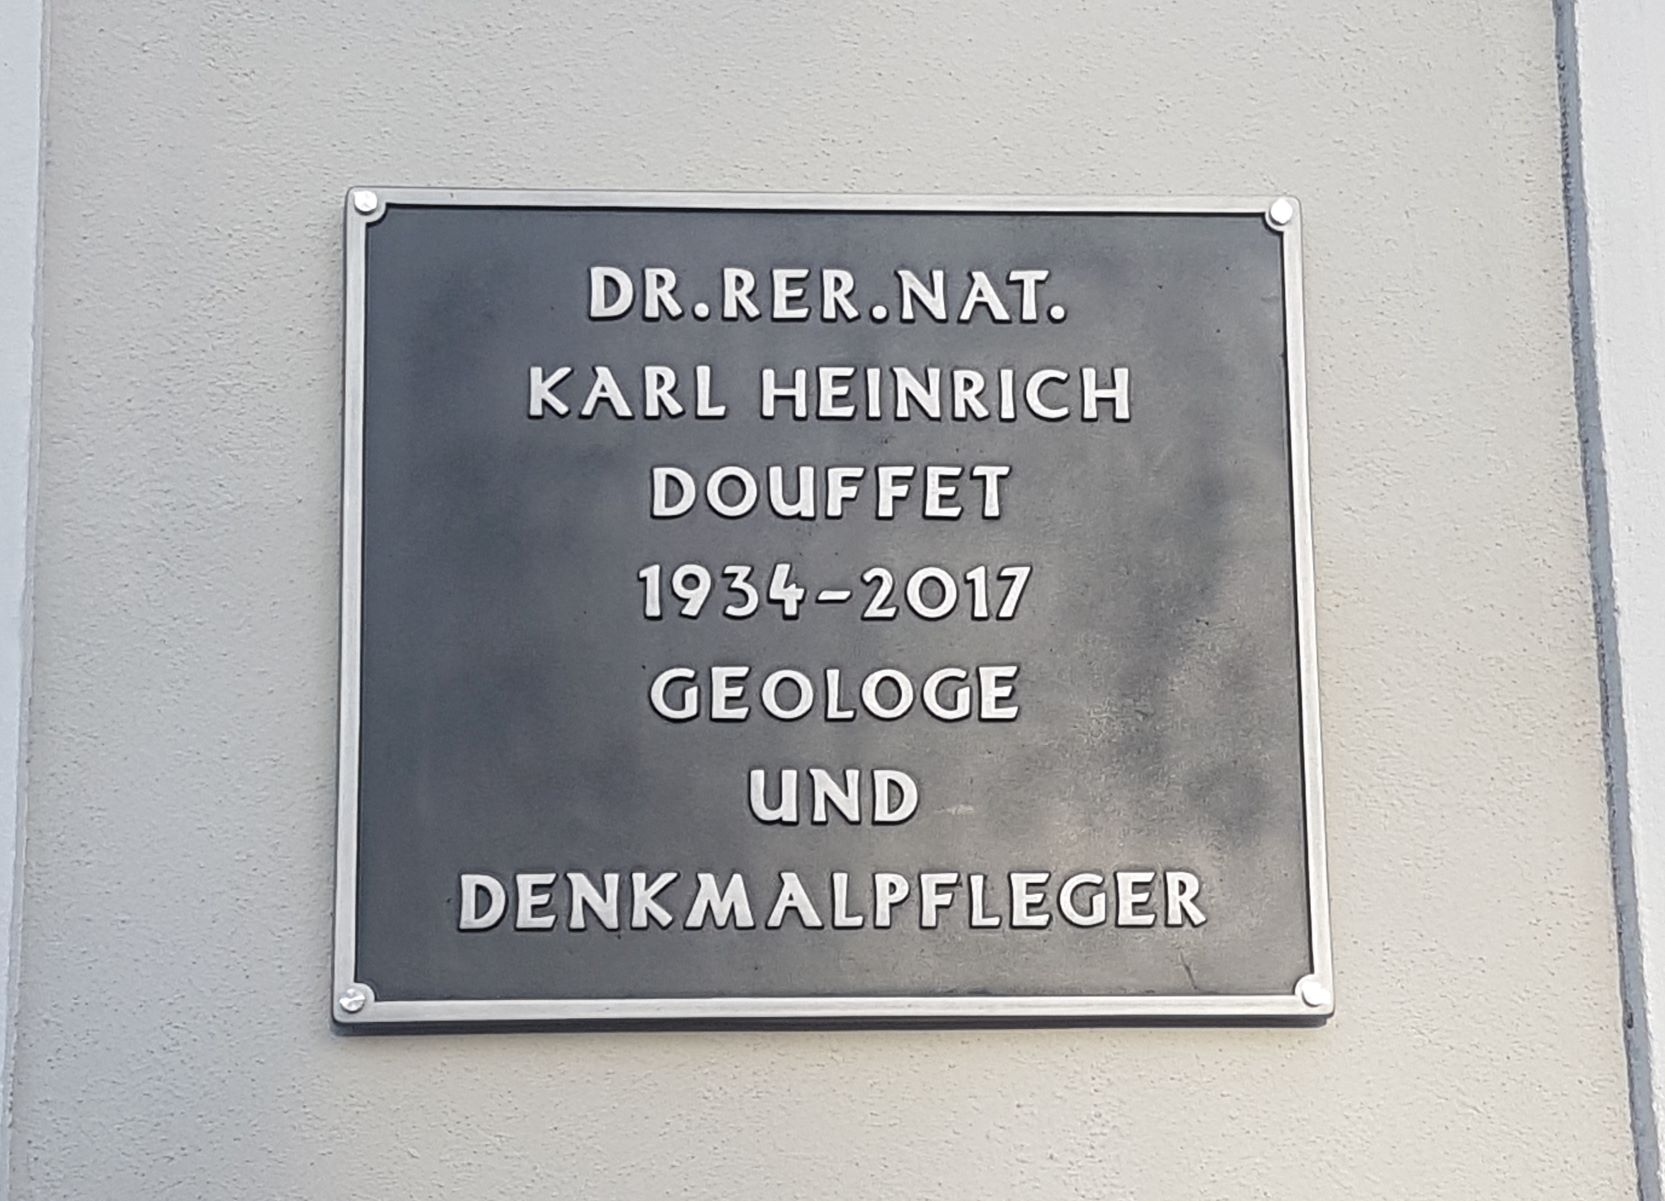 DR.RER.NAT.
KARL HEINRICH
DOUFFET
1934-2017
GEOLOGE
UND
DENKMALPFLEGER